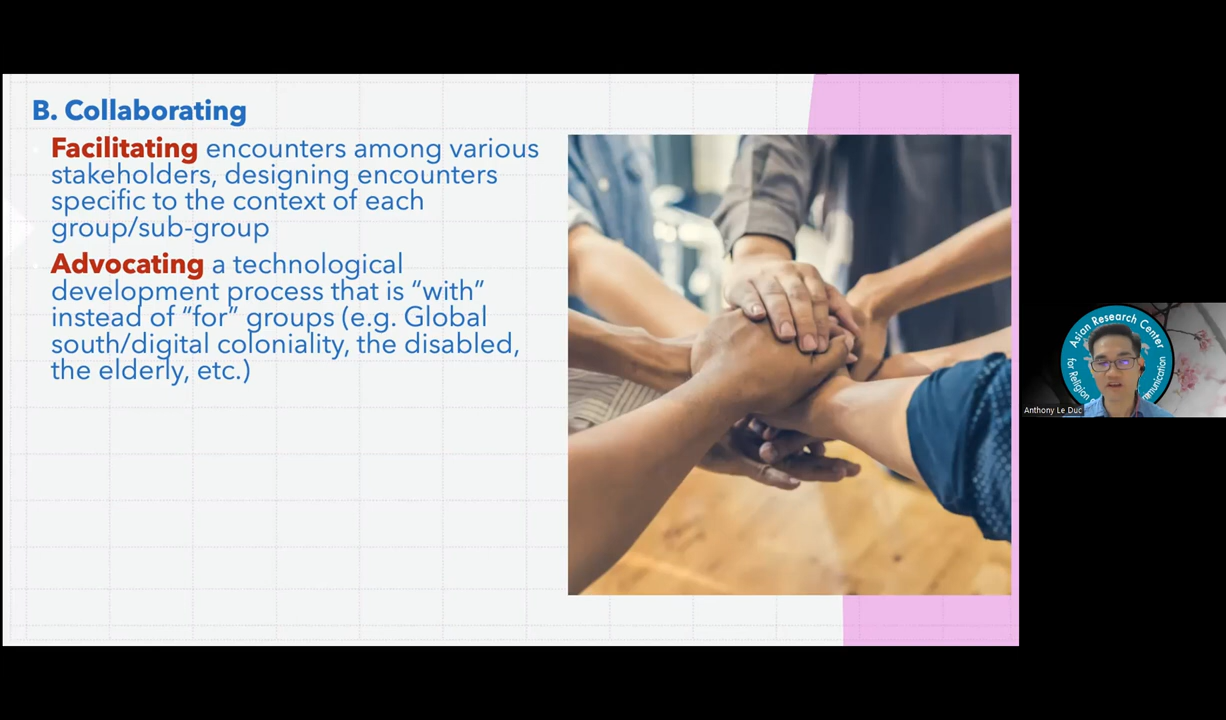 B. Collaborating
Facilitating encounters among various
stakeholders, designing encounters
specific to the context of each
group/sub-group
Advocating a technological
development process that is “with”
instead of “for” groups (e.g. Global
south/digital coloniality, the disabled,
the elderly, etc.)
Asian Research Center
for Religion
Anthony Le Duc